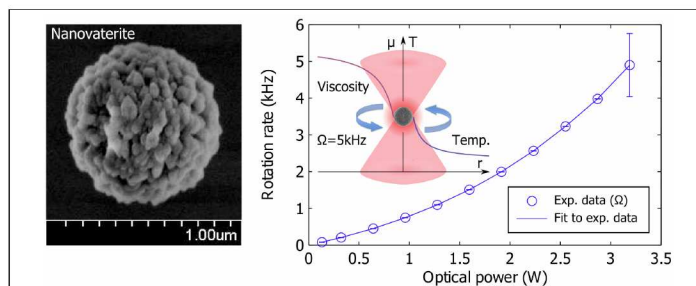 Nanovaterite
1.00um
Rotation rate (kHz)
6
5
4
3
2
1
0
μ T
Viscosity
Ω=5kHz
Temp.
r
Exp. data (Ω)
Fit to exp. data
0 0.5 1 1.5 2 2.5 3 3.5
Optical power (W)